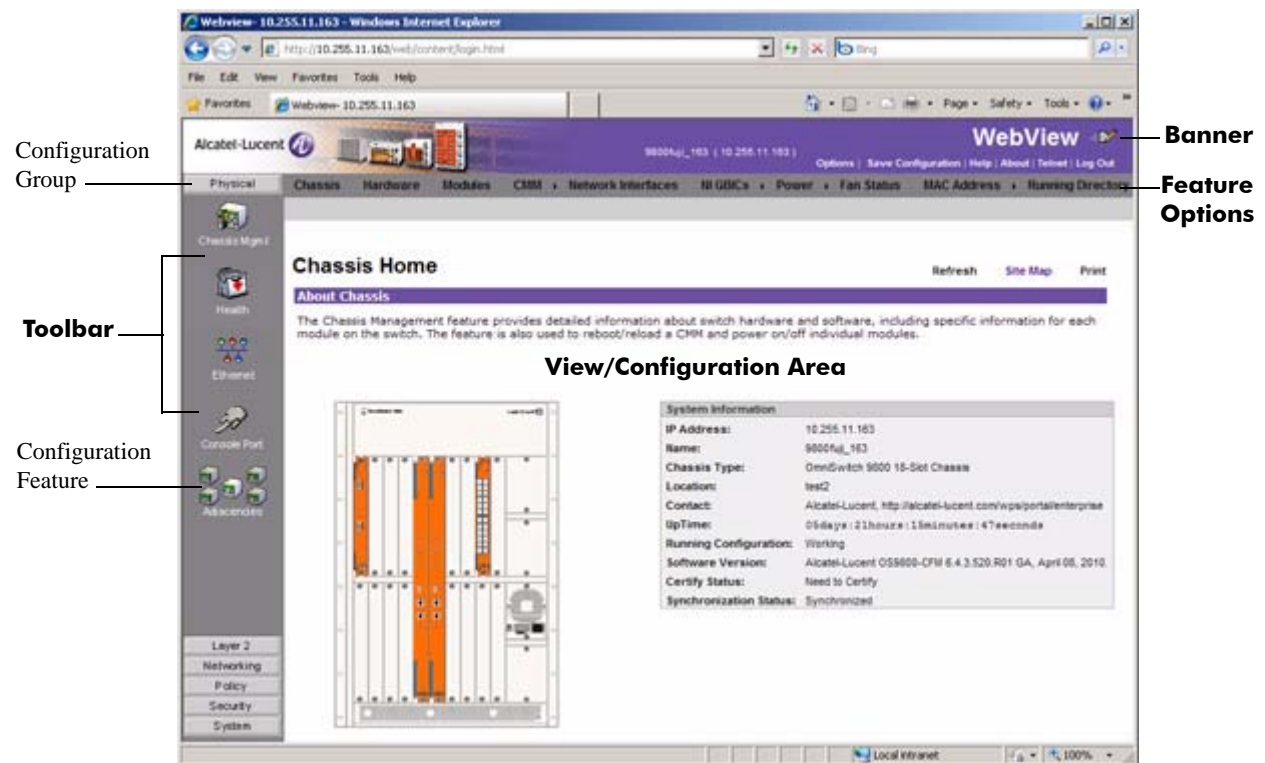 Webview- 10.255.11.163 - Windows Internet Explorer
http://10.255.11.163/web/content/login.html
Bing
File Edit View Favorites Tools Help
Favorites Webview- 10.255.11.163
Page Safety Tools
Alcatel-Lucent
9800fuji_163 ( 10.255.11.163 )
WebView
Options | Save Configuration | Help | About | Telnet | Log Out
Banner
Configuration
Group
Physical
Chassis Hardware Modules CMM Network Interfaces NI GBICs Power Fan Status MAC Address Running Directory
Feature
Options
Chassis Mgmt
Chassis Home
Refresh Site Map Print
About Chassis
Health
The Chassis Management feature provides detailed information about switch hardware and software, including specific information for each
module on the switch. The feature is also used to reboot/reload a CMM and power on/off individual modules.
Toolbar
View/Configuration Area
Ethernet
Console Port
Configuration
Feature
Adjacencies
System Information
IP Address: 10.255.11.163
Name: 9800fuji_163
Chassis Type: OmniSwitch 9800 18-Slot Chassis
Location: test2
Contact: Alcatel-Lucent, http://alcatel-lucent.com/wps/portal/enterprise
UpTime: 05days:21hours:15minutes:47seconds
Running Configuration: Working
Software Version: Alcatel-Lucent OS9800-CFM 6.4.3.520.R01 GA, April 08, 2010.
Certify Status: Need to Certify
Synchronization Status: Synchronized
Layer 2
Networking
Policy
Security
System
Local intranet
100%